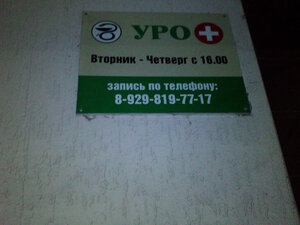 УРО
Вторник - Четверг с 16.00
запись по телефону:
8-929-819-77-17